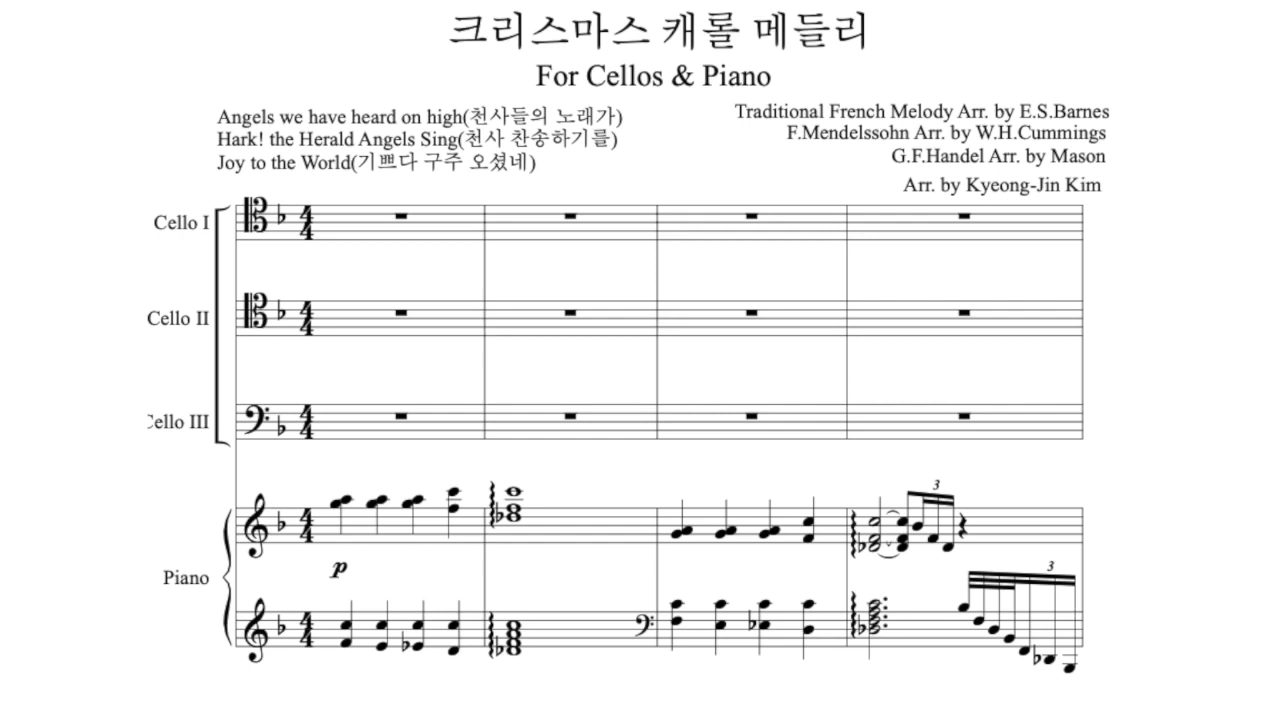 크리스마스 캐롤 메들리
For Cellos & Piano
Angels we have heard on high(천사들의 노래가)
Hark! the Herald Angels Sing(천사 찬송하기를)
Joy to the World(기쁘다 구주 오셨네)
Traditional French Melody Arr. by E.S.Barnes
F.Mendelssohn Arr. by W.H.Cummings
G.F.Handel Arr. by Mason
Arr. by Kyeong-Jin Kim
Cello I
Cello II
Cello III
3
p
Piano
3